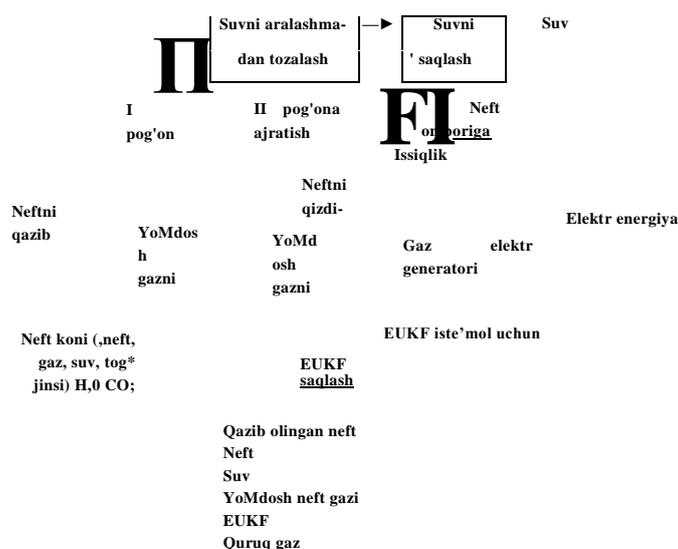 Suvni aralashma-
dan tozalash
Suvni
' saqlash
Suv
П
I
pog'on
II pog'ona
ajratish
FI
Neft
omboriga
Issiqlik
Neftni
qazib
YoMdos
h
gazni
Neftni
qizdi-
YoMd
osh
gazni
Gaz elektr
generatori
Elektr energiya
Neft koni (,neft,
gaz, suv, tog*
jinsi) H,0 CO;
EUKF
saqlash
EUKF iste’mol uchun
Qazib olingan neft
Neft
Suv
YoMdosh neft gazi
EUKF
Quruq gaz